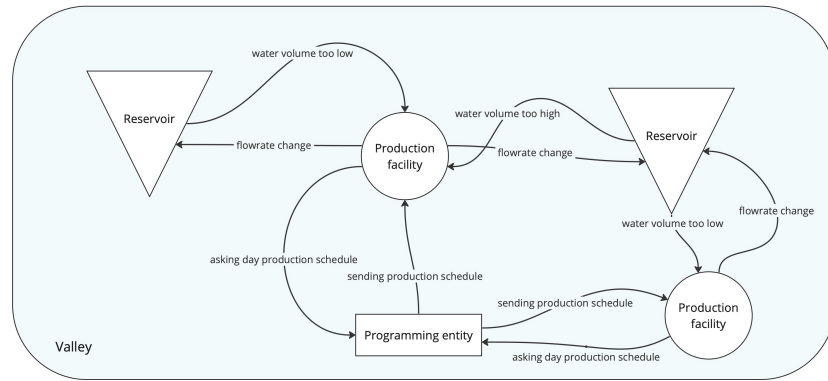 water volume too low
Reservoir
water volume too high
Reservoir
Production
facility
flowrate change
flowrate change
flowrate change
water volume too low
asking day production schedule
sending production schedule
sending production schedule
Production
facility
Programming entity
Valley
asking day production schedule